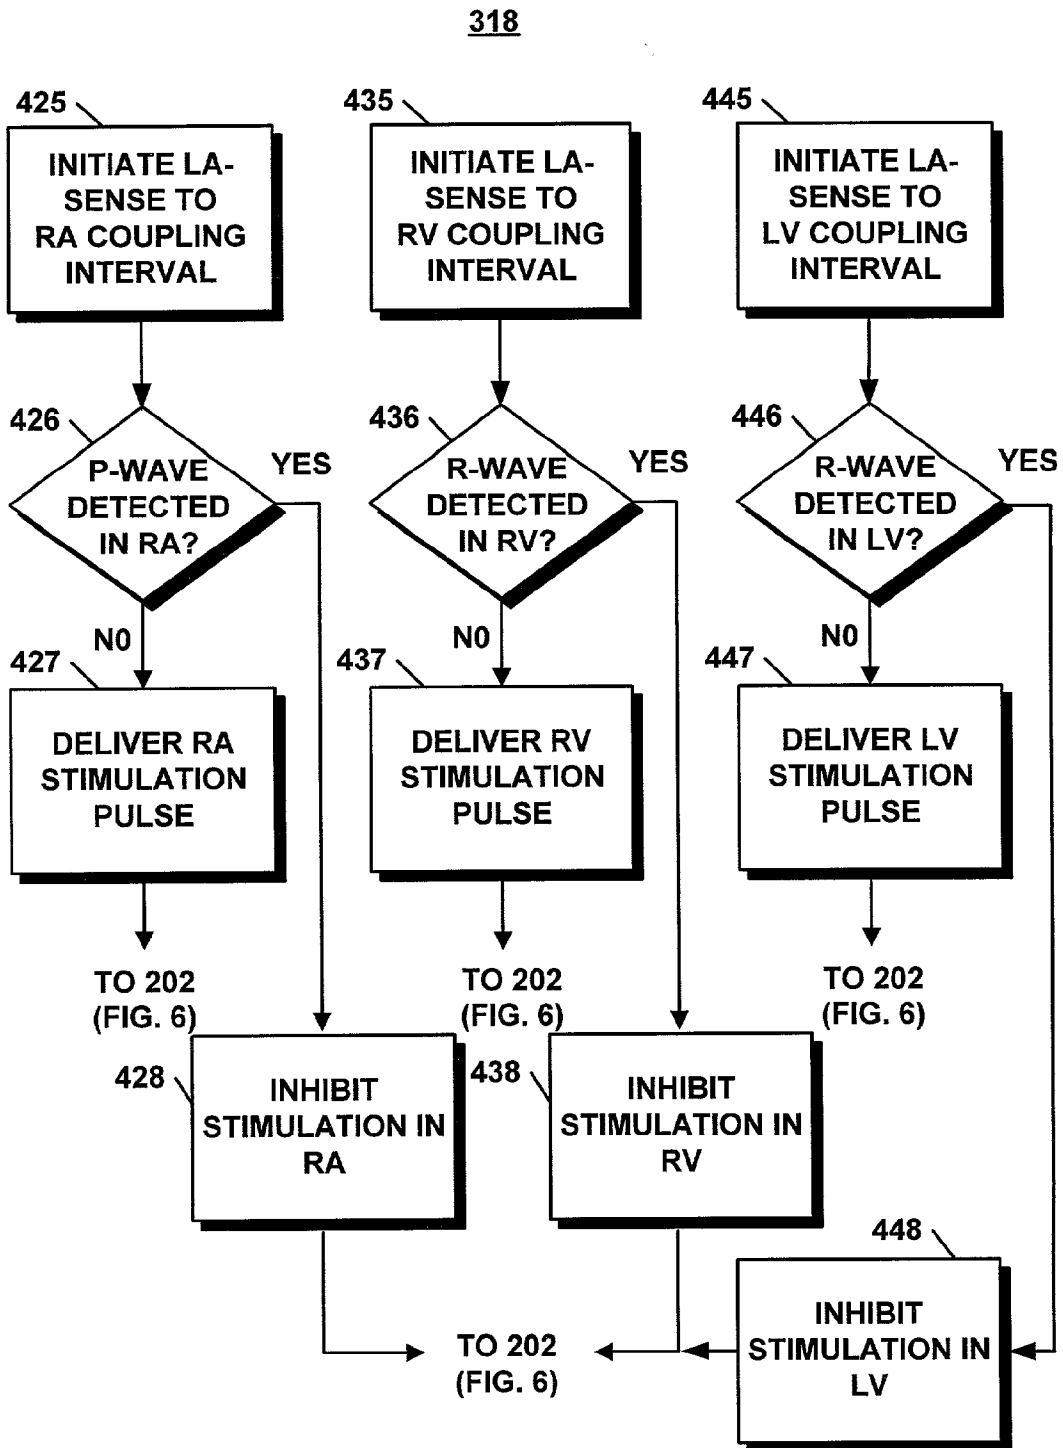 318
425
INITIATE LA-
SENSE TO
RA COUPLING
INTERVAL
435
INITIATE LA-
SENSE TO
RV COUPLING
INTERVAL
445
INITIATE LA-
SENSE TO
LV COUPLING
INTERVAL
426
P-WAVE
DETECTED
IN RA?
YES
N0
436
R-WAVE
DETECTED
IN RV?
YES
N0
446
R-WAVE
DETECTED
IN LV?
YES
N0
427
DELIVER RA
STIMULATION
PULSE
437
DELIVER RV
STIMULATION
PULSE
447
DELIVER LV
STIMULATION
PULSE
TO 202
(FIG. 6)
TO 202
(FIG. 6)
TO 202
(FIG. 6)
428
INHIBIT
STIMULATION IN
RA
438
INHIBIT
STIMULATION IN
RV
448
INHIBIT
STIMULATION IN
LV
TO 202
(FIG. 6)